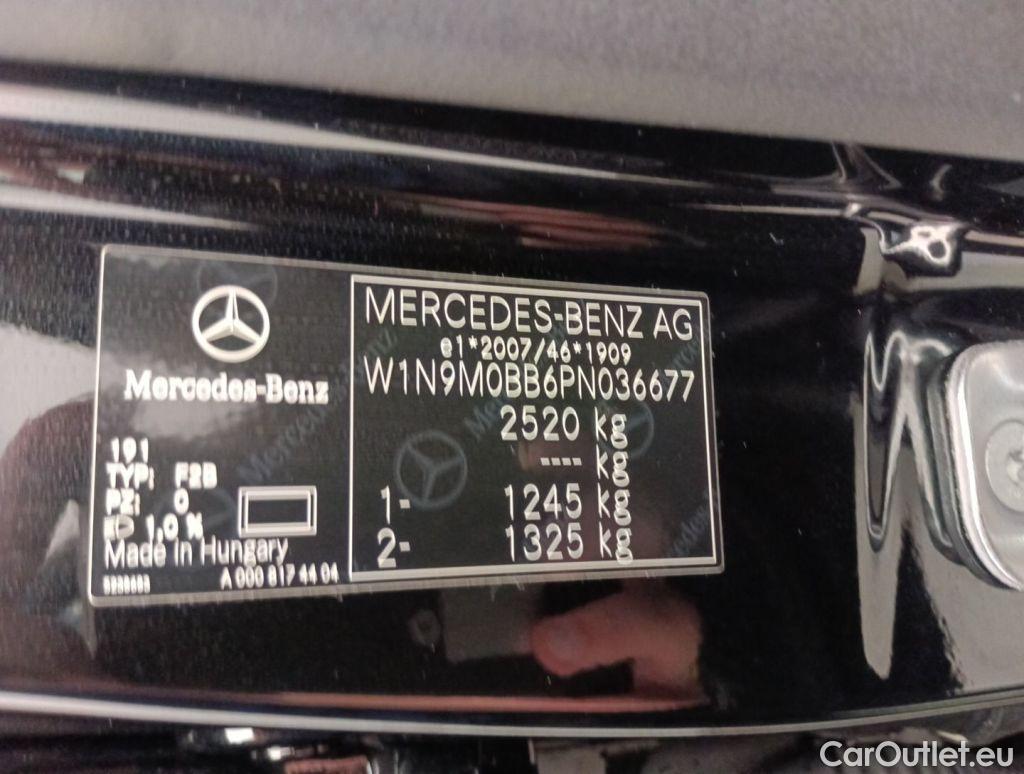 Mercedes-Benz
191
TYP: F2B
PZ: 0
1,0 %
Made in Hungary
A 000 817 44 04
MERCEDES-BENZ AG
e1*2007/46*1909
W1N9M0BB6PN036677
2520 kg
---- kg
1- 1245 kg
2- 1325 kg
CarOutlet.eu